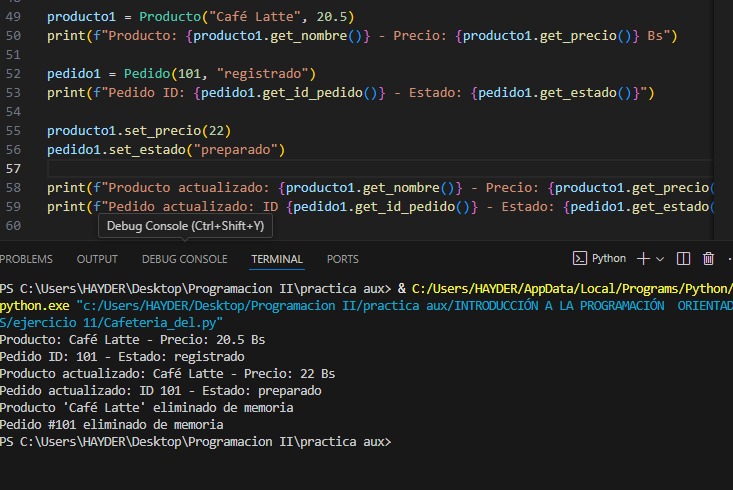 49 producto1 = Producto("Café Latte", 20.5)
50 print(f"Producto: {producto1.get_nombre()} - Precio: {producto1.get_precio()} Bs")
51
52 pedido1 = Pedido(101, "registrado")
53 print(f"Pedido ID: {pedido1.get_id_pedido()} - Estado: {pedido1.get_estado()}")
54
55 producto1.set_precio(22)
56 pedido1.set_estado("preparado")
57
58 print(f"Producto actualizado: {producto1.get_nombre()} - Precio: {producto1.get_precio(
59 print(f"Pedido actualizado: ID {pedido1.get_id_pedido()} - Estado: {pedido1.get_estado(
60
Debug Console (Ctrl+Shift+Y)
PROBLEMS OUTPUT DEBUG CONSOLE TERMINAL PORTS Python
PS C:\Users\HAYDER\Desktop\Programacion II\practica aux> & C:/Users/HAYDER/AppData/Local/Programs/Python/
python.exe "c:/Users/HAYDER/Desktop/Programacion II/practica aux/INTRODUCCIÓN A LA PROGRAMACIÓN  ORIENTAD
S/ejercicio 11/Cafeteria_del.py"
Producto: Café Latte - Precio: 20.5 Bs
Pedido ID: 101 - Estado: registrado
Producto actualizado: Café Latte - Precio: 22 Bs
Pedido actualizado: ID 101 - Estado: preparado
Producto 'Café Latte' eliminado de memoria
Pedido #101 eliminado de memoria
PS C:\Users\HAYDER\Desktop\Programacion II\practica aux>